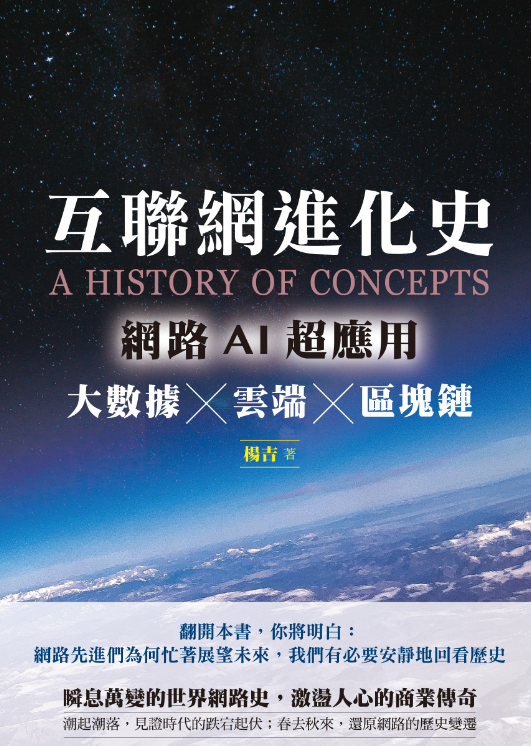 互聯網進化史
A HISTORY OF CONCEPTS
網路 AI 超應用
大數據╳雲端╳區塊鏈
楊吉 著
翻開本書，你將明白：
網路先進們為何忙著展望未來，我們有必要安靜地回看歷史
瞬息萬變的世界網路史，激盪人心的商業傳奇
潮起潮落，見證時代的跌宕起伏；春去秋來，還原網路的歷史變遷